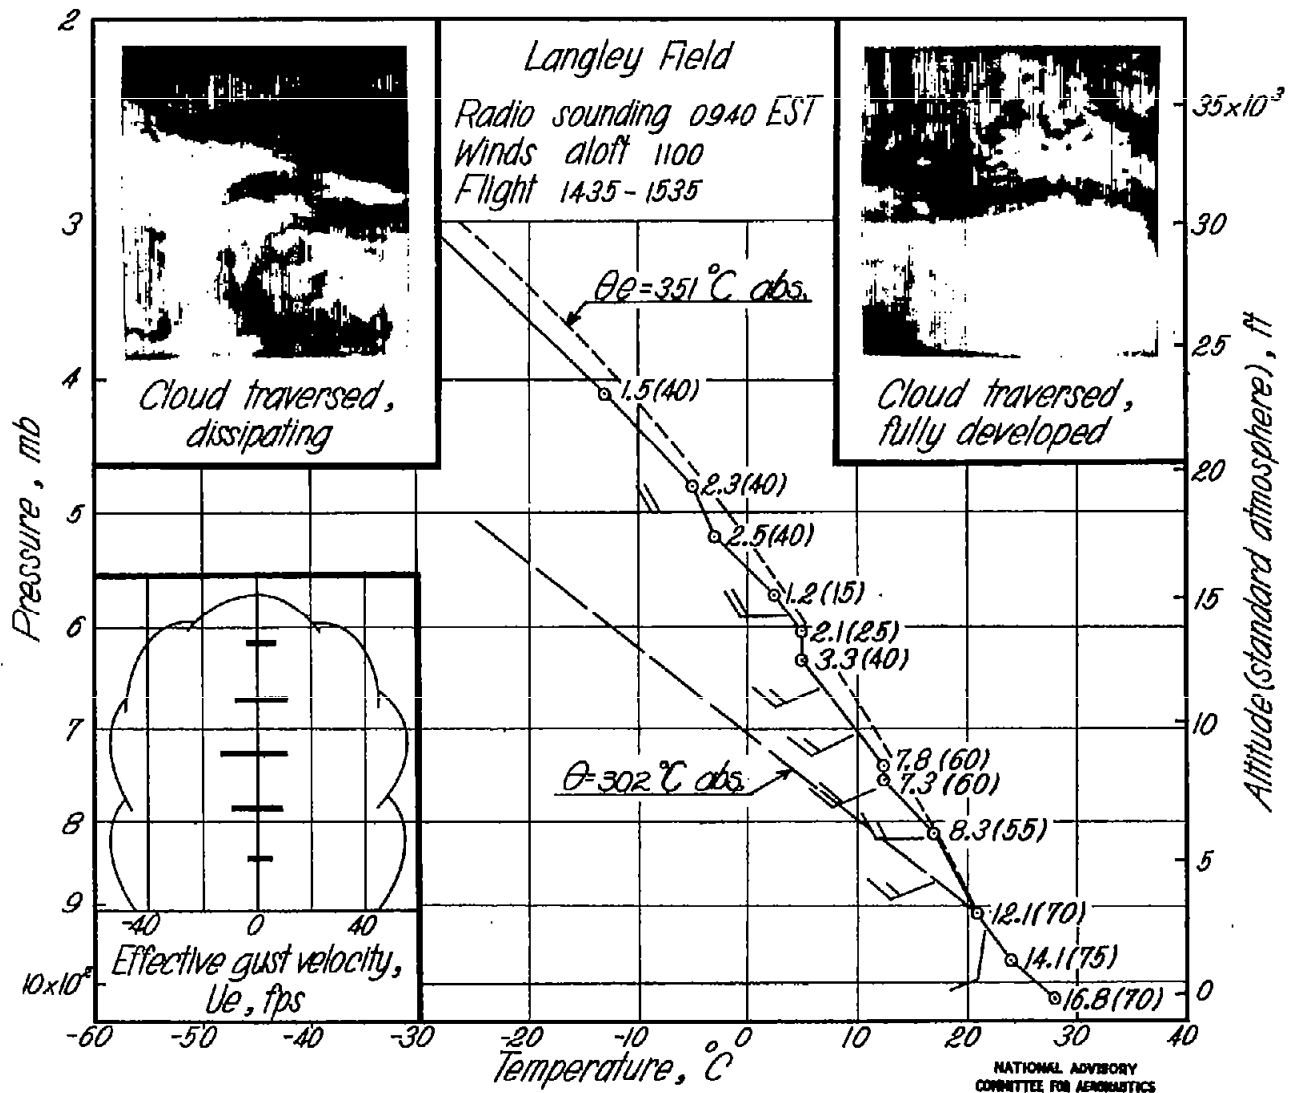 Langley Field
Radio sounding 0940 EST
Winds aloft 1100
Flight 1435-1535
Cloud traversed,
dissipating
Cloud traversed,
fully developed
θe=351 °C abs.
θ=302 °C abs.
1.5(40)
2.3(40)
2.5(40)
1.2(15)
2.1(25)
3.3(40)
7.8(60)
7.3(60)
8.3(55)
12.1(70)
14.1(75)
16.8(70)
Pressure, mb
2
3
4
5
6
7
8
9
10x10²
Altitude (standard atmosphere), ft
35x10³
30
25
20
15
10
5
0
-40 0 40
Effective gust velocity,
Ue, fps
-60 -50 -40 -30 -20 -10 0 10 20 30 40
Temperature, °C
NATIONAL ADVISORY
COMMITTEE FOR AERONAUTICS